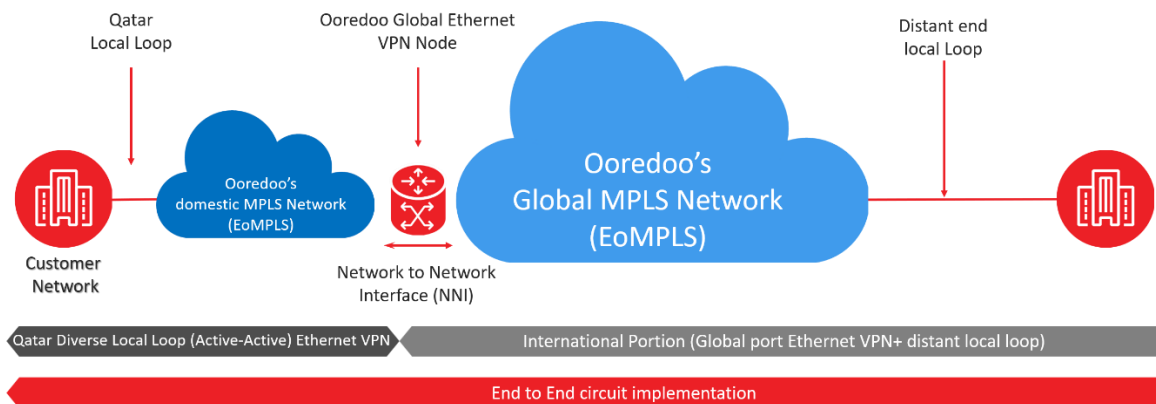 Qatar
Local Loop
Ooredoo Global Ethernet
VPN Node
Distant end
local Loop
Ooredoo's
domestic MPLS Network
(EoMPLS)
Ooredoo's
Global MPLS Network
(EoMPLS)
Customer
Network
Network to Network
Interface (NNI)
Qatar Diverse Local Loop (Active-Active) Ethernet VPN
International Portion (Global port Ethernet VPN+ distant local loop)
End to End circuit implementation